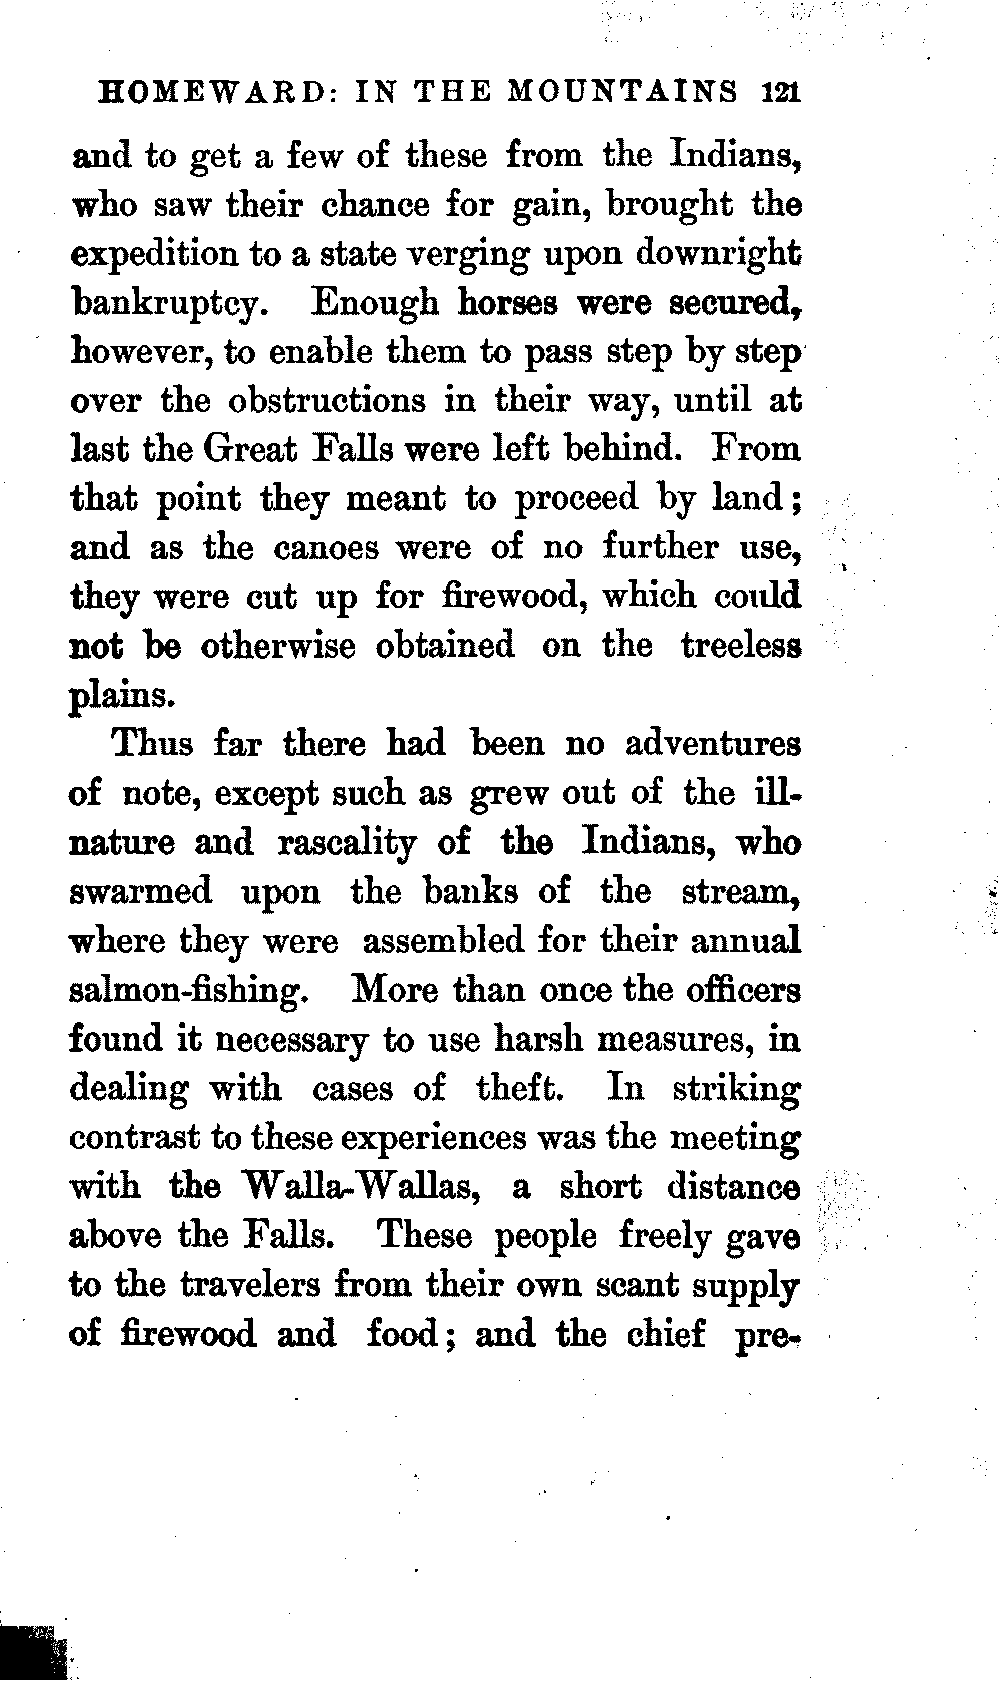 HOMEWARD: IN THE MOUNTAINS 121
and to get a few of these from the Indians,
who saw their chance for gain, brought the
expedition to a state verging upon downright
bankruptcy. Enough horses were secured,
however, to enable them to pass step by step
over the obstructions in their way, until at
last the Great Falls were left behind. From
that point they meant to proceed by land;
and as the canoes were of no further use,
they were cut up for firewood, which could
not be otherwise obtained on the treeless
plains.
Thus far there had been no adventures
of note, except such as grew out of the ill-
nature and rascality of the Indians, who
swarmed upon the banks of the stream,
where they were assembled for their annual
salmon-fishing. More than once the officers
found it necessary to use harsh measures, in
dealing with cases of theft. In striking
contrast to these experiences was the meeting
with the Walla-Wallas, a short distance
above the Falls. These people freely gave
to the travelers from their own scant supply
of firewood and food; and the chief pre-